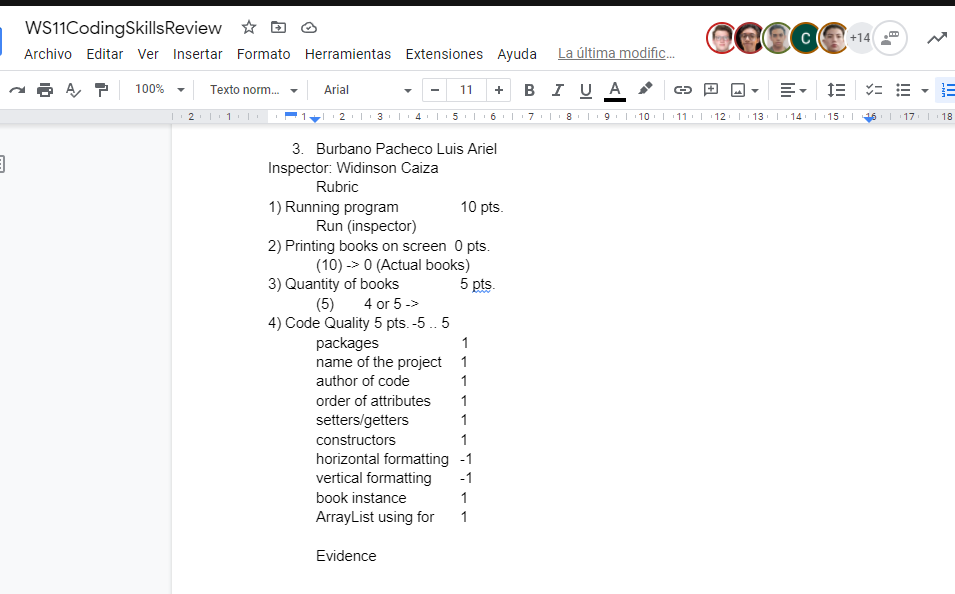 WS11CodingSkillsReview
Archivo Editar Ver Insertar Formato Herramientas Extensiones Ayuda La última modific...
C +14
100% Texto norm... Arial - 11 + B I U A
2 1 1 2 3 4 5 6 7 8 9 10 11 12 13 14 15 16 17 18
3. Burbano Pacheco Luis Ariel
Inspector: Widinson Caiza
Rubric
1) Running program 10 pts.
Run (inspector)
2) Printing books on screen 0 pts.
(10) -> 0 (Actual books)
3) Quantity of books 5 pts.
(5) 4 or 5 ->
4) Code Quality 5 pts. -5 .. 5
packages 1
name of the project 1
author of code 1
order of attributes 1
setters/getters 1
constructors 1
horizontal formatting -1
vertical formatting -1
book instance 1
ArrayList using for 1
Evidence